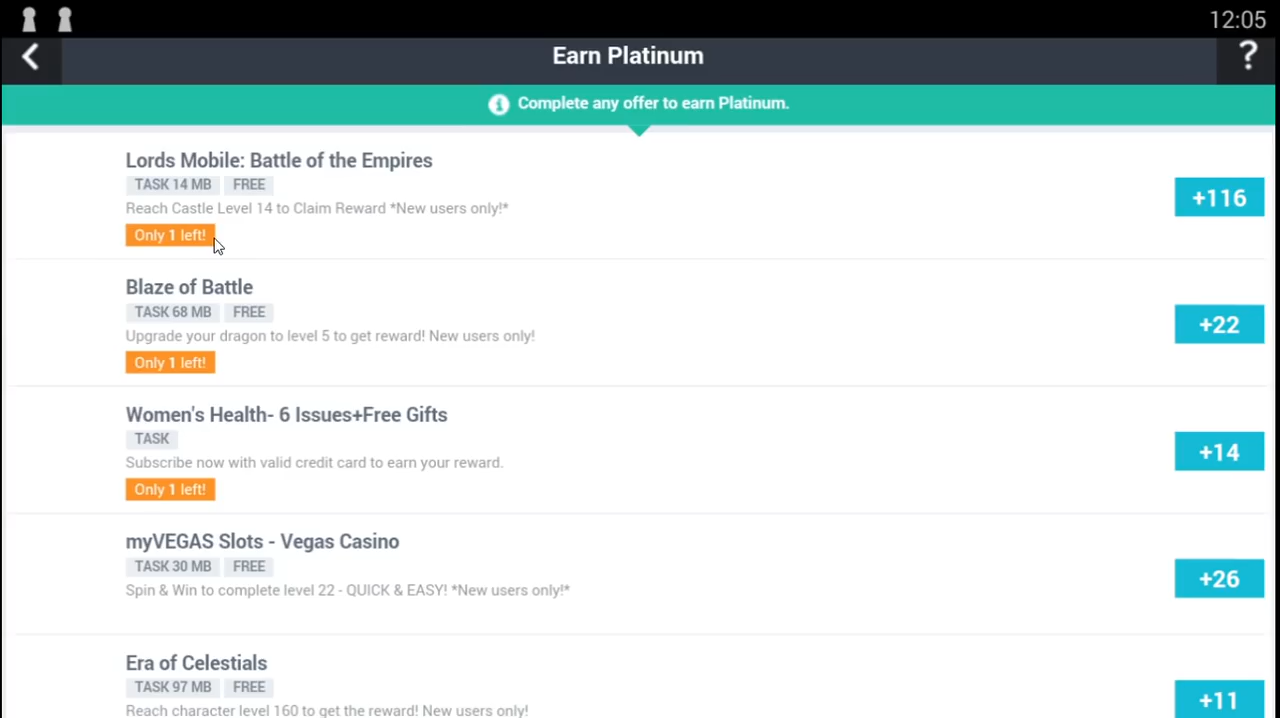 12:05
Earn Platinum
?
Complete any offer to earn Platinum.
Lords Mobile: Battle of the Empires
TASK 14 MB FREE
Reach Castle Level 14 to Claim Reward *New users only!*
Only 1 left!
+116
Blaze of Battle
TASK 68 MB FREE
Upgrade your dragon to level 5 to get reward! New users only!
Only 1 left!
+22
Women's Health- 6 Issues+Free Gifts
TASK
Subscribe now with valid credit card to earn your reward.
Only 1 left!
+14
myVEGAS Slots - Vegas Casino
TASK 30 MB FREE
Spin & Win to complete level 22 - QUICK & EASY! *New users only!*
+26
Era of Celestials
TASK 97 MB FREE
Reach character level 160 to get the reward! New users only!
+11